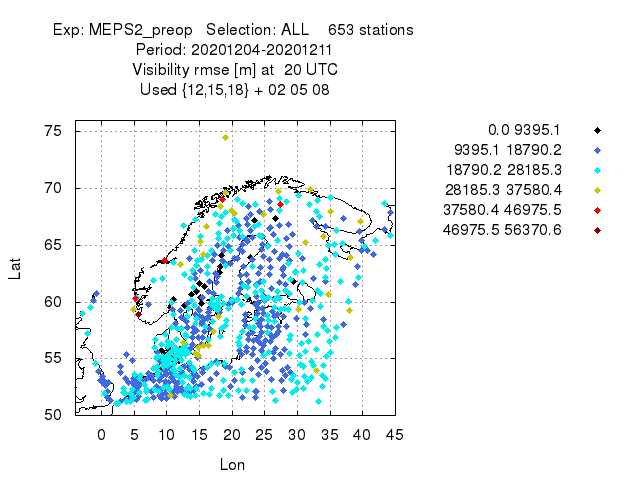 Exp: MEPS2_preop   Selection: ALL    653 stations
Period: 20201204-20201211
Visibility rmse [m] at  20 UTC
Used {12,15,18} + 02 05 08
0.0 9395.1
9395.1 18790.2
18790.2 28185.3
28185.3 37580.4
37580.4 46975.5
46975.5 56370.6
75
70
65
60
55
50
Lat
0 5 10 15 20 25 30 35 40 45
Lon